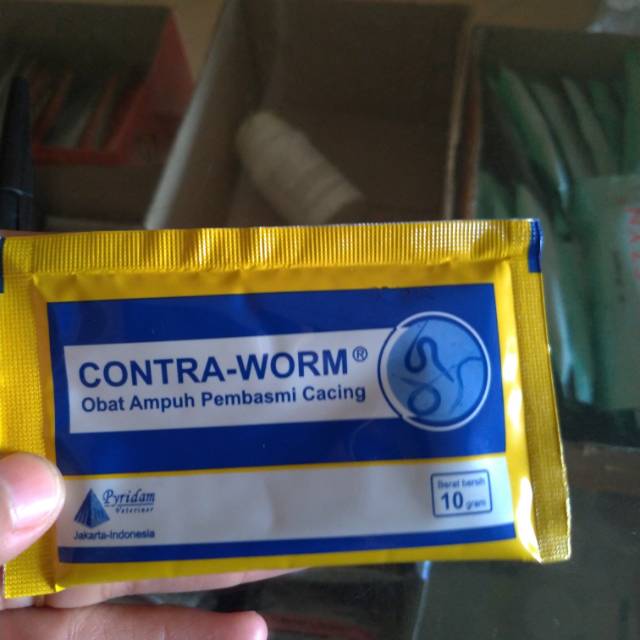 CONTRA-WORM®
Obat Ampuh Pembasmi Cacing
Pyridam
Veteriner
Jakarta-Indonesia
Berat bersih
10 gram